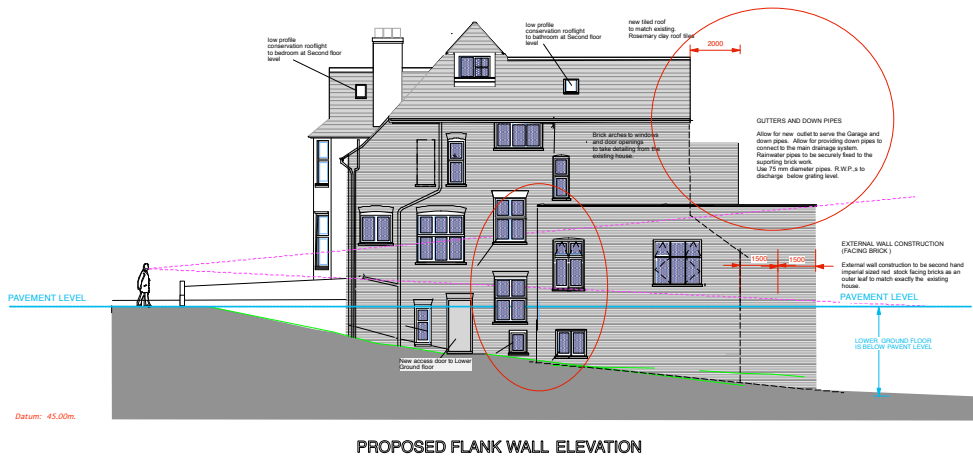 low profile
conservation rooflight
to bedroom at Second floor
level
low profile
conservation rooflight
to bathroom at Second floor
level
new tiled roof
to match existing.
Rosemary clay roof tiles
2000
GUTTERS AND DOWN PIPES
Allow for new outlet to serve the Garage and
down pipes. Allow for providing down pipes to
connect to the main drainage system.
Rainwater pipes to be securely fixed to the
suporting brick work.
Use 75 mm diameter pipes. R.W.P.,s to
discharge below grating level.
Brick arches to windows
and door openings
to take detailing from the
existing house.
EXTERNAL WALL CONSTRUCTION
(FACING BRICK )
External wall construction to be second hand
imperial sized red stock facing bricks as an
outer leaf to match exactly the existing
house.
1500
1500
PAVEMENT LEVEL
PAVEMENT LEVEL
LOWER GROUND FLOOR
IS BELOW PAVENT LEVEL
New access door to Lower
Ground floor
Datum: 45,00m.
PROPOSED FLANK WALL ELEVATION